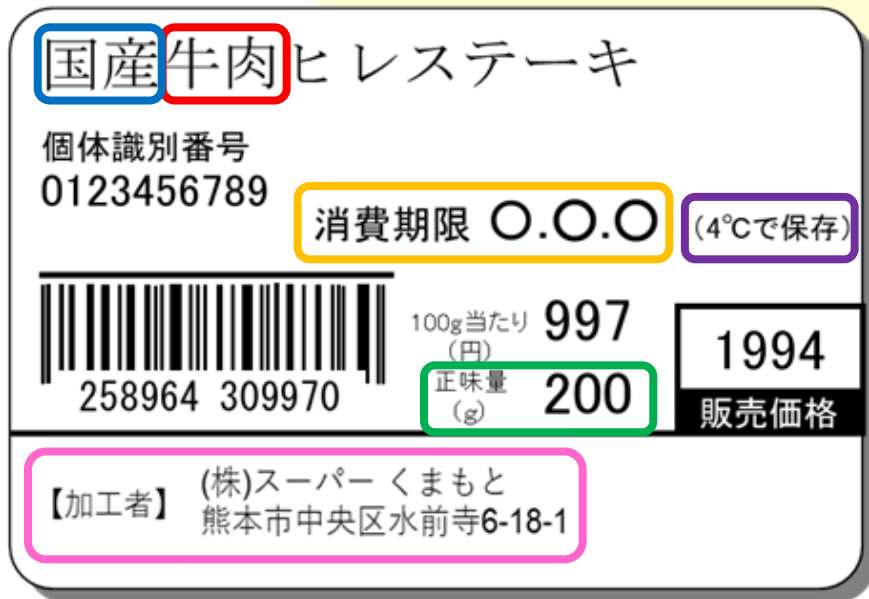 国産牛肉ヒレステーキ
個体識別番号
0123456789
消費期限 〇.〇.〇 (4℃で保存)
100g当たり(円) 997
正味量(g) 200
1994
販売価格
258964 309970
【加工者】 (株)スーパー くまもと
熊本市中央区水前寺6-18-1